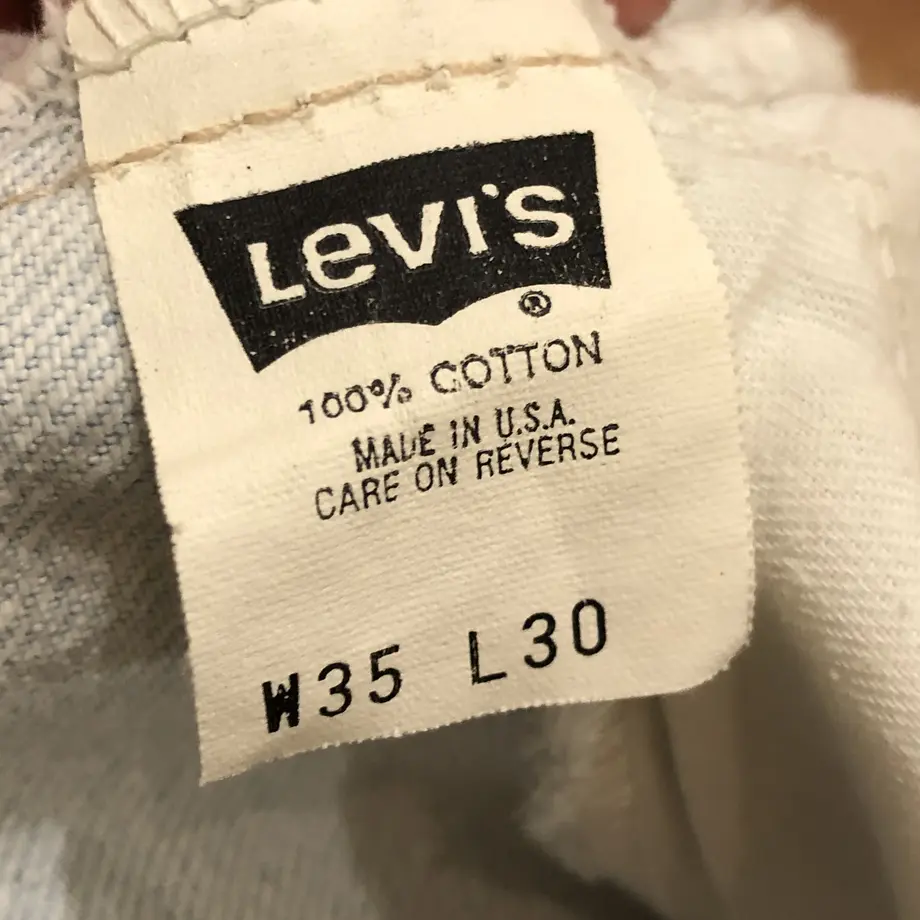 LEVI'S
®
100% COTTON
MADE IN U.S.A.
CARE ON REVERSE
W35 L30